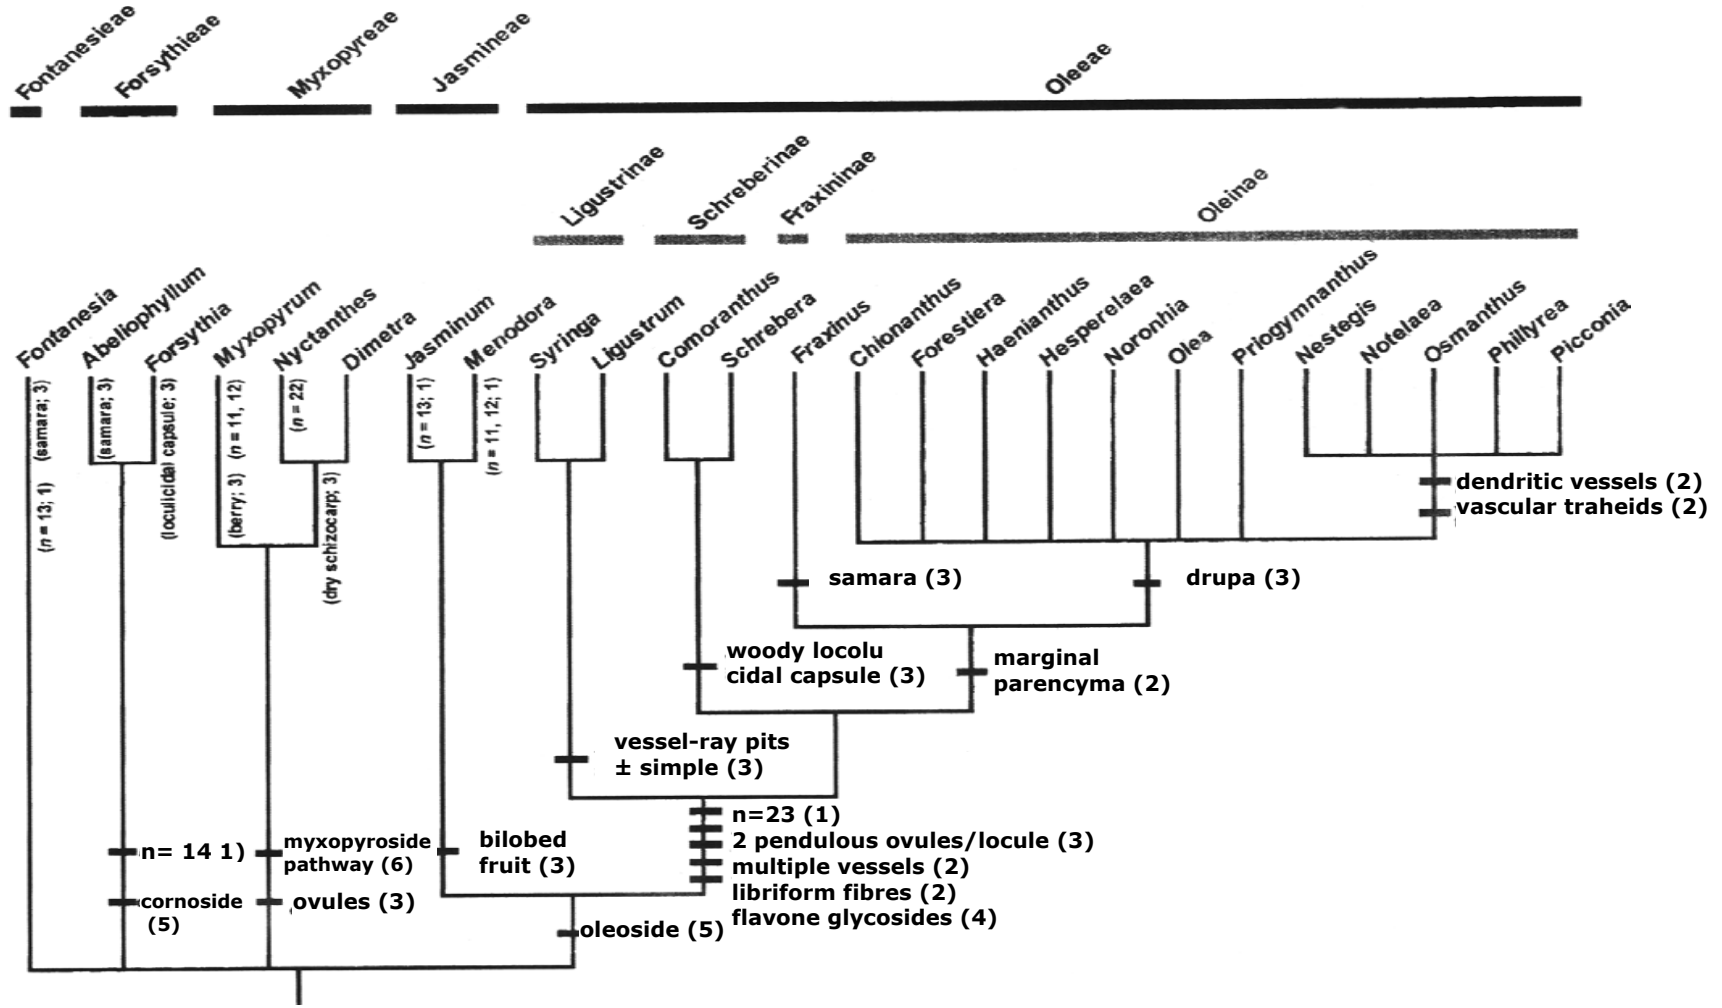 Fontanesieae
Forsythieae
Myxopyreae
Jasmineae
Oleeae
Ligustrinae
Schreberinae
Fraxininae
Oleinae
Fontanesia
Abeliophyllum
Forsythia
Myxopyrum
Nyctanthes
Dimetra
Jasminum
Menodora
Syringa
Ligustrum
Comoranthus
Schrebera
Fraxinus
Chionanthus
Forestiera
Haenianthus
Hesperelaea
Noronhia
Olea
Priogymnanthus
Nestegis
Notelaea
Osmanthus
Phillyrea
Picconia
(n = 13; 1) (samara; 3)
(samara; 3)
(loculicidal capsule; 3)
(berry; 3) (n = 11, 12)
(n = 22)
(dry schizocarp; 3)
(n = 13; 1)
(n = 11, 12; 1)
dendritic vessels (2)
vascular traheids (2)
samara (3)
drupa (3)
woody locolu
cidal capsule (3)
marginal
parencyma (2)
vessel-ray pits
± simple (3)
n=23 (1)
2 pendulous ovules/locule (3)
multiple vessels (2)
libriform fibres (2)
flavone glycosides (4)
n= 14 1)
cornoside
(5)
myxopyroside
pathway (6)
ovules (3)
bilobed
fruit (3)
oleoside (5)